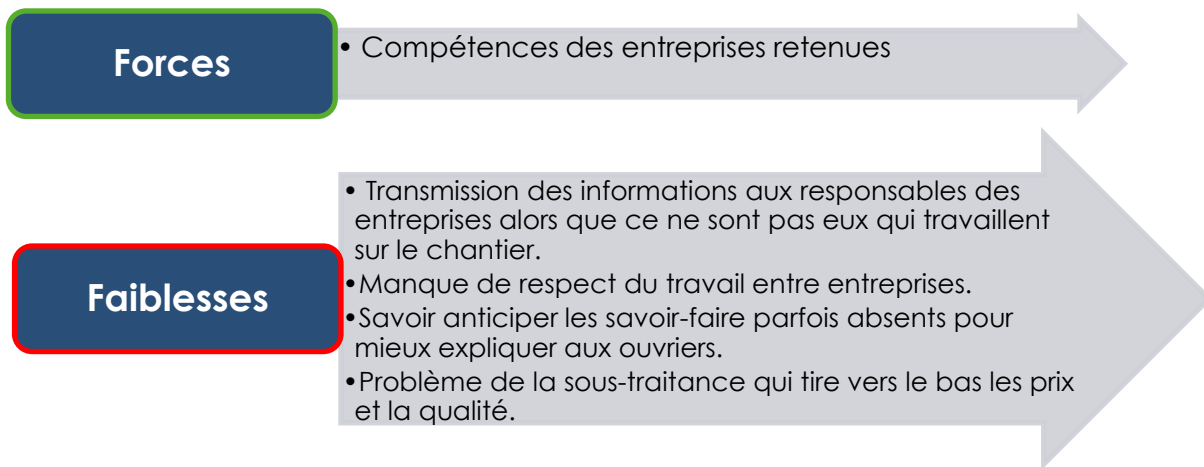 Forces
• Compétences des entreprises retenues
Faiblesses
• Transmission des informations aux responsables des
entreprises alors que ce ne sont pas eux qui travaillent
sur le chantier.
•Manque de respect du travail entre entreprises.
•Savoir anticiper les savoir-faire parfois absents pour
mieux expliquer aux ouvriers.
•Problème de la sous-traitance qui tire vers le bas les prix
et la qualité.